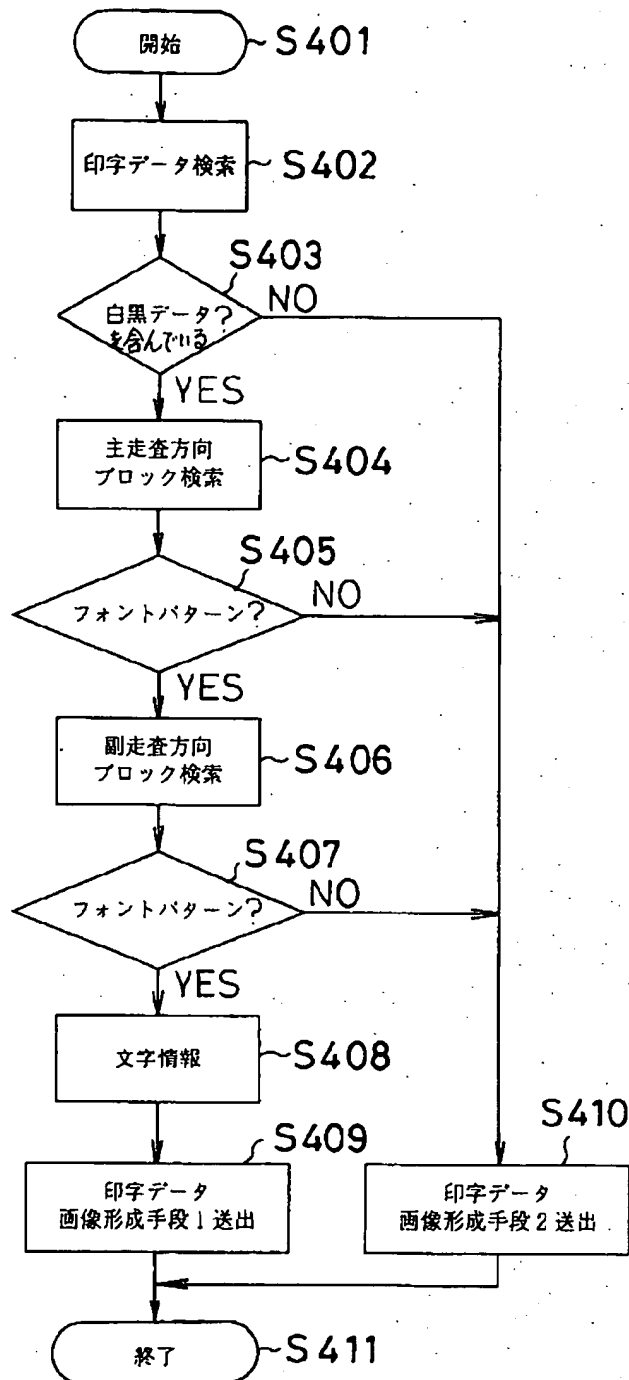 開始
S401
印字データ検索
S402
S403
白黒データ?
を含んでいる
NO
YES
主走査方向
ブロック検索
S404
S405
フォントパターン?
NO
YES
副走査方向
ブロック検索
S406
S407
フォントパターン?
NO
YES
文字情報
S408
S409
印字データ
画像形成手段1送出
S410
印字データ
画像形成手段2送出
終了
S411